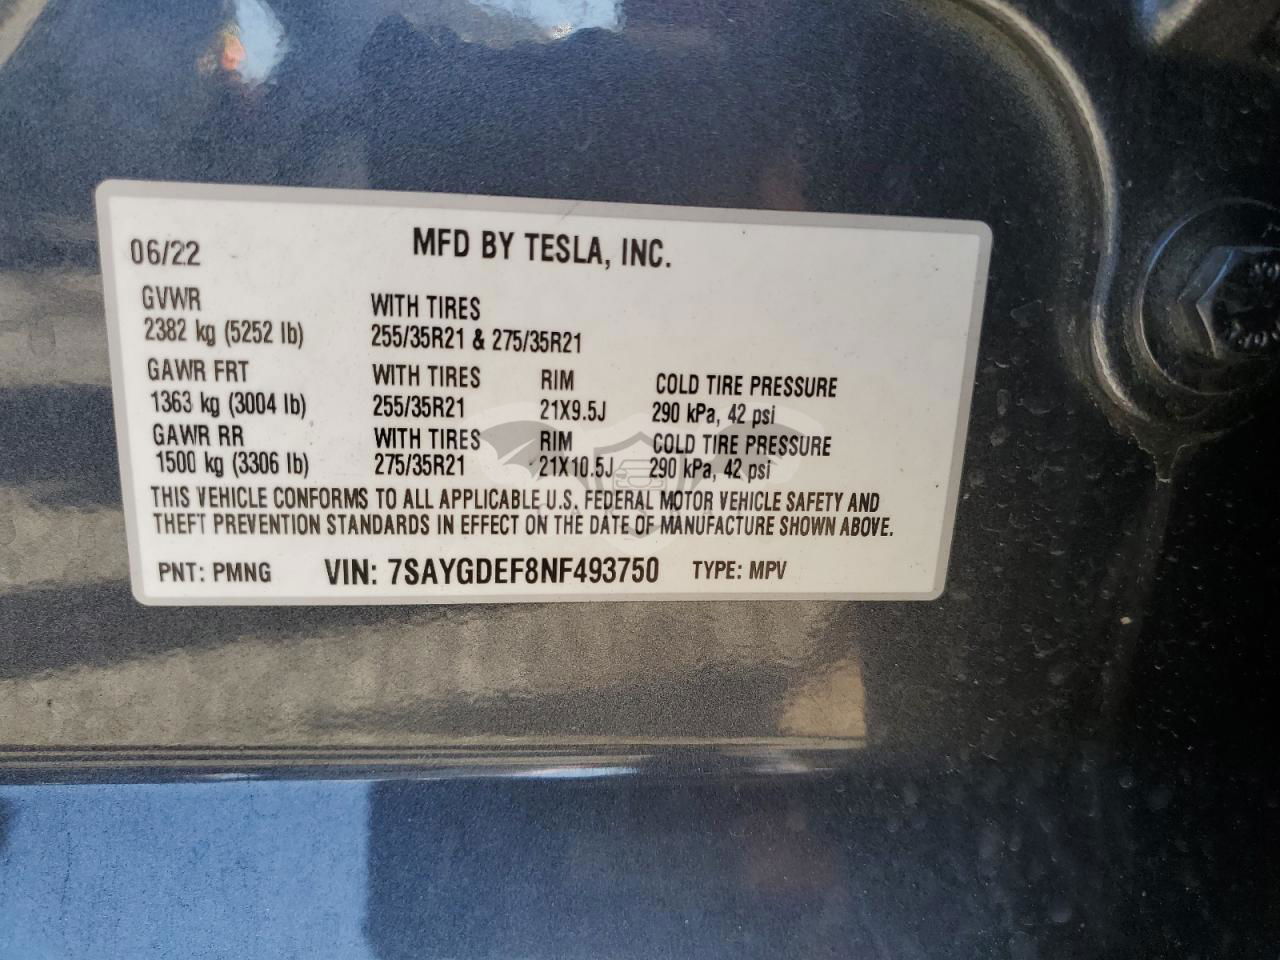 06/22 MFD BY TESLA, INC.
GVWR WITH TIRES
2382 kg (5252 lb) 255/35R21 & 275/35R21
GAWR FRT WITH TIRES RIM COLD TIRE PRESSURE
1363 kg (3004 lb) 255/35R21 21X9.5J 290 kPa, 42 psi
GAWR RR WITH TIRES RIM COLD TIRE PRESSURE
1500 kg (3306 lb) 275/35R21 21X10.5J 290 kPa, 42 psi
THIS VEHICLE CONFORMS TO ALL APPLICABLE U.S. FEDERAL MOTOR VEHICLE SAFETY AND
THEFT PREVENTION STANDARDS IN EFFECT ON THE DATE OF MANUFACTURE SHOWN ABOVE.
PNT: PMNG VIN: 7SAYGDEF8NF493750 TYPE: MPV